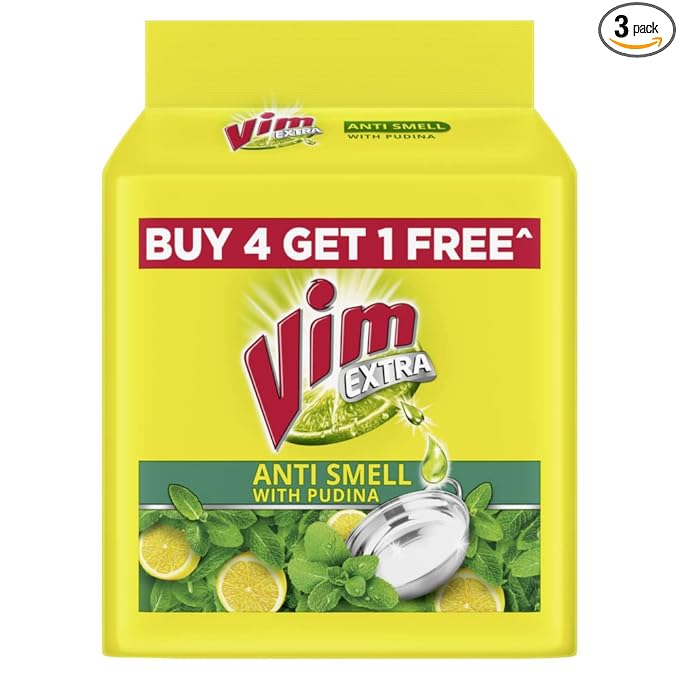 3 pack
Vim EXTRA
ANTI SMELL
WITH PUDINA
BUY 4 GET 1 FREE^
Vim
EXTRA
ANTI SMELL
WITH PUDINA